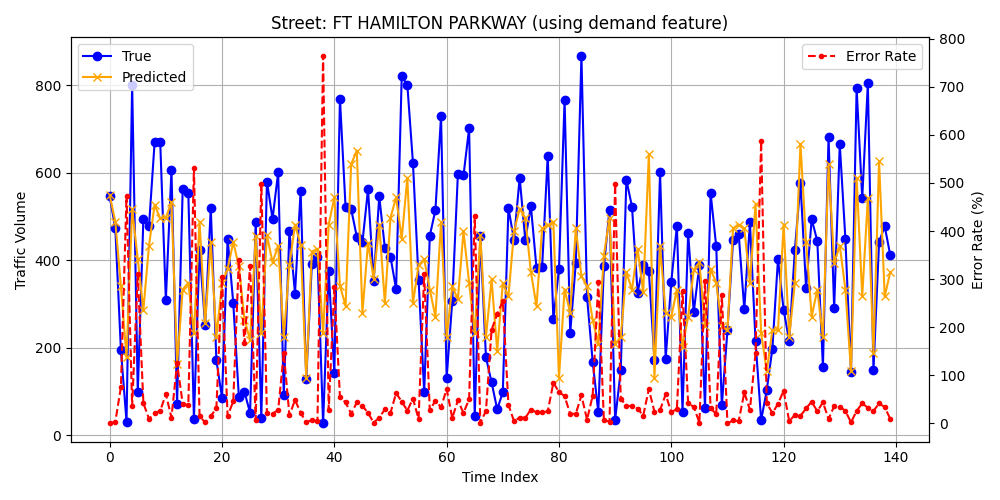 Street: FT HAMILTON PARKWAY (using demand feature)
True
Predicted
Error Rate
Traffic Volume
0
200
400
600
800
Error Rate (%)
0
100
200
300
400
500
600
700
800
0 20 40 60 80 100 120 140
Time Index